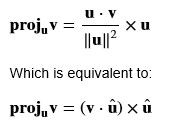 proj_u v = (u · v) / ‖u‖² × u
Which is equivalent to:
proj_u v = (v · û) × û